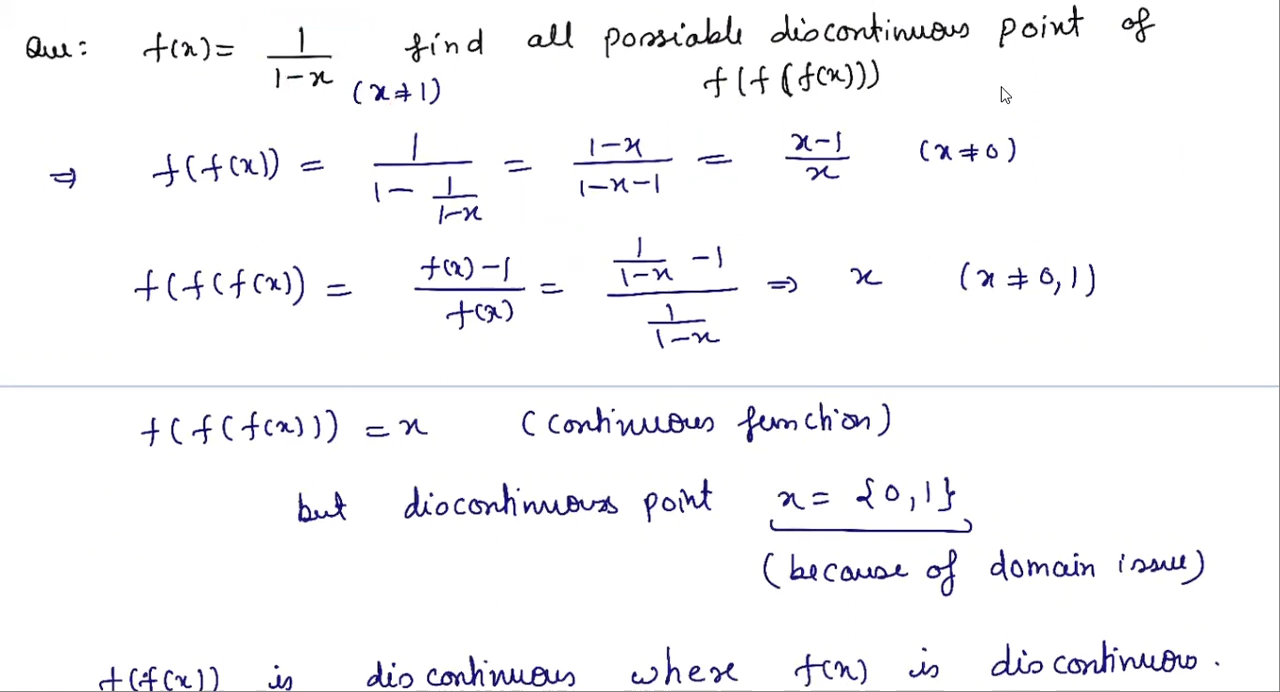 Que: f(x) = 1/(1-x) (x≠1) find all possiable discontinuous point of f(f(f(x)))
⇒ f(f(x)) = 1/(1 - 1/(1-x)) = (1-x)/(1-x-1) = (x-1)/x (x≠0)
f(f(f(x)) = (f(x)-1)/f(x) = (1/(1-x) -1)/(1/(1-x)) ⇒ x (x≠0,1)
f(f(f(x))) = x (continuous function)
but diocontinuous point x = {0,1}
(because of domain issue)
f(f(x)) is discontinuous where f(x) is discontinuous.